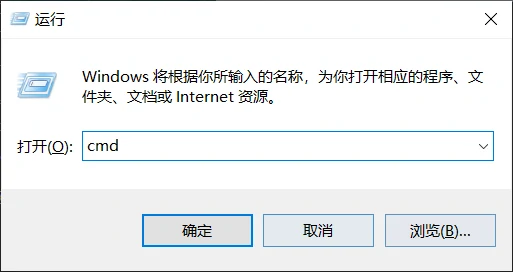 运行
Windows 将根据你所输入的名称，为你打开相应的程序、文
件夹、文档或 Internet 资源。
打开(O): cmd
确定 取消 浏览(B)...